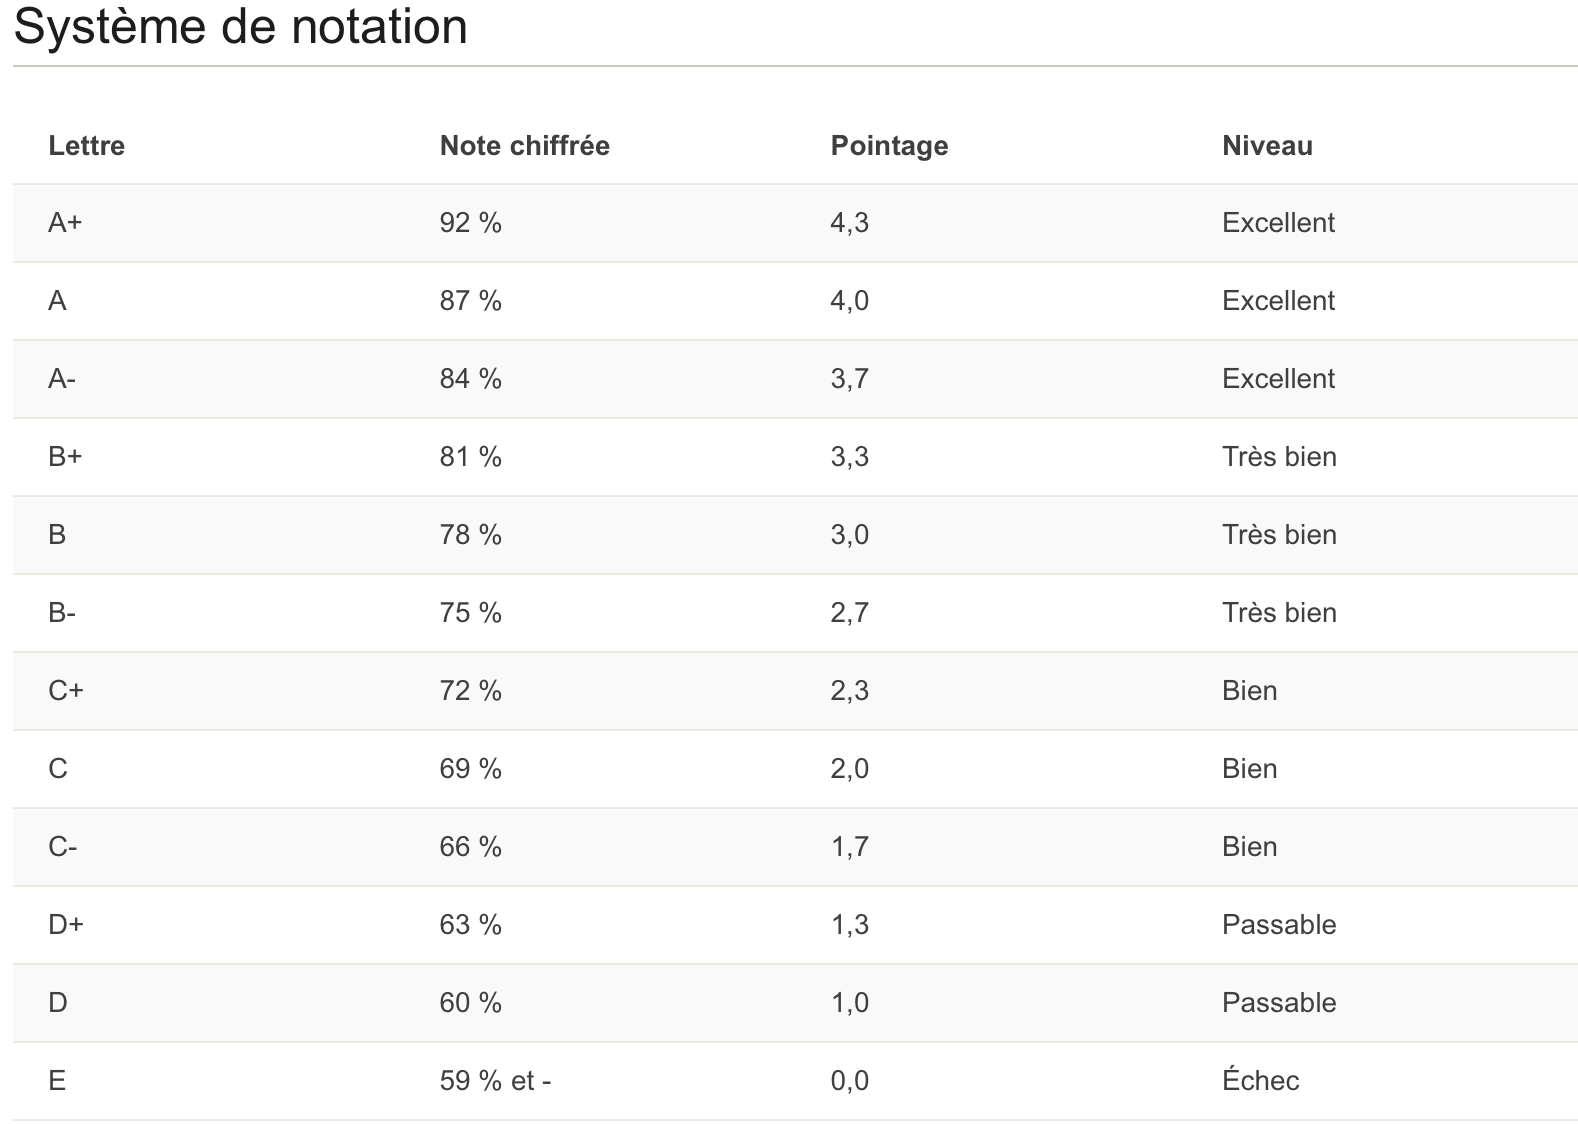 Système de notation
Lettre Note chiffrée Pointage Niveau
A+ 92 % 4,3 Excellent
A 87 % 4,0 Excellent
A- 84 % 3,7 Excellent
B+ 81 % 3,3 Très bien
B 78 % 3,0 Très bien
B- 75 % 2,7 Très bien
C+ 72 % 2,3 Bien
C 69 % 2,0 Bien
C- 66 % 1,7 Bien
D+ 63 % 1,3 Passable
D 60 % 1,0 Passable
E 59 % et - 0,0 Échec